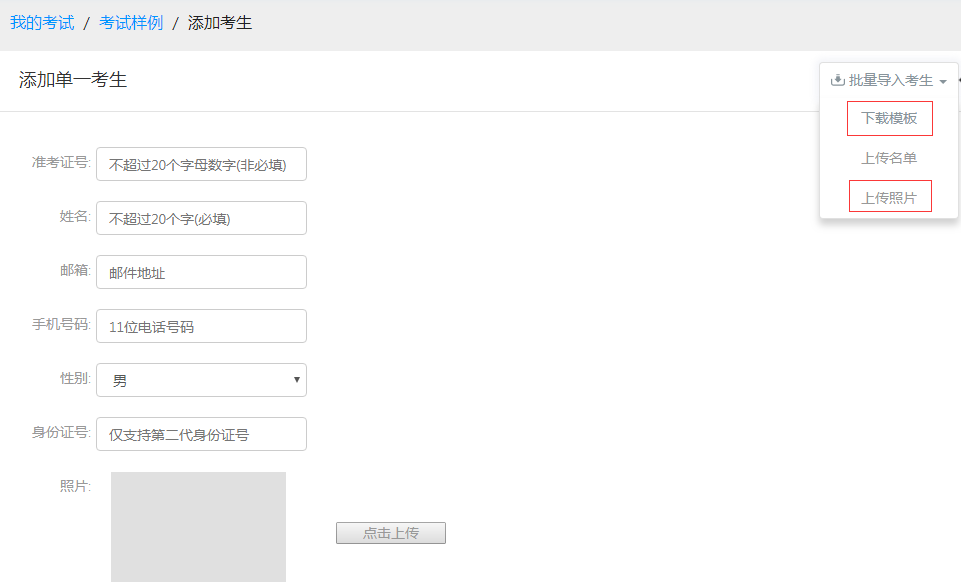 我的考试 / 考试样例 / 添加考生
添加单一考生
批量导入考生
下载模板
上传名单
上传照片
准考证号: 不超过20个字母数字(非必填)
姓名: 不超过20个字(必填)
邮箱: 邮件地址
手机号码: 11位电话号码
性别: 男
身份证号: 仅支持第二代身份证号
照片:
点击上传